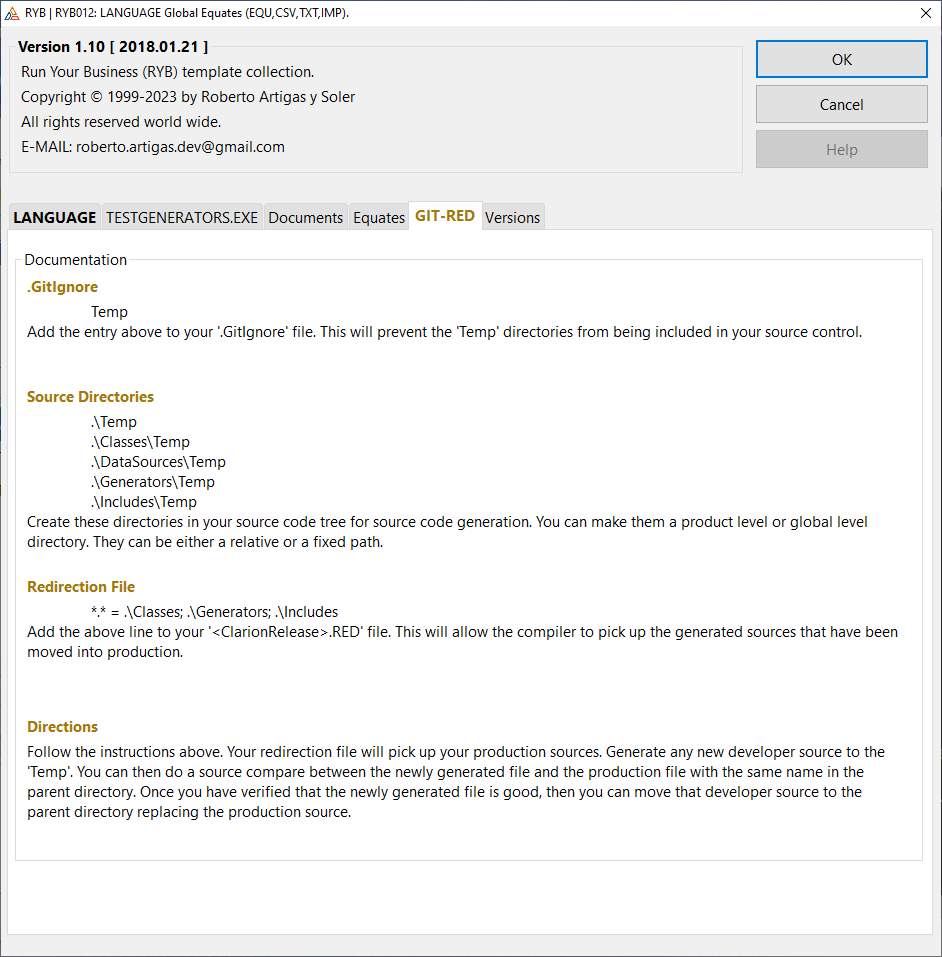 RYB | RYB012: LANGUAGE Global Equates (EQU,CSV,TXT,IMP).
Version 1.10 [ 2018.01.21 ]
Run Your Business (RYB) template collection.
Copyright © 1999-2023 by Roberto Artigas y Soler
All rights reserved world wide.
E-MAIL: roberto.artigas.dev@gmail.com
OK
Cancel
Help
LANGUAGE TESTGENERATORS.EXE Documents Equates GIT-RED Versions
Documentation
.GitIgnore
Temp
Add the entry above to your '.GitIgnore' file. This will prevent the 'Temp' directories from being included in your source control.
Source Directories
.\Temp
.\Classes\Temp
.\DataSources\Temp
.\Generators\Temp
.\Includes\Temp
Create these directories in your source code tree for source code generation. You can make them a product level or global level
directory. They can be either a relative or a fixed path.
Redirection File
*.* = .\Classes; .\Generators; .\Includes
Add the above line to your '<ClarionRelease>.RED' file. This will allow the compiler to pick up the generated sources that have been
moved into production.
Directions
Follow the instructions above. Your redirection file will pick up your production sources. Generate any new developer source to the
'Temp'. You can then do a source compare between the newly generated file and the production file with the same name in the
parent directory. Once you have verified that the newly generated file is good, then you can move that developer source to the
parent directory replacing the production source.